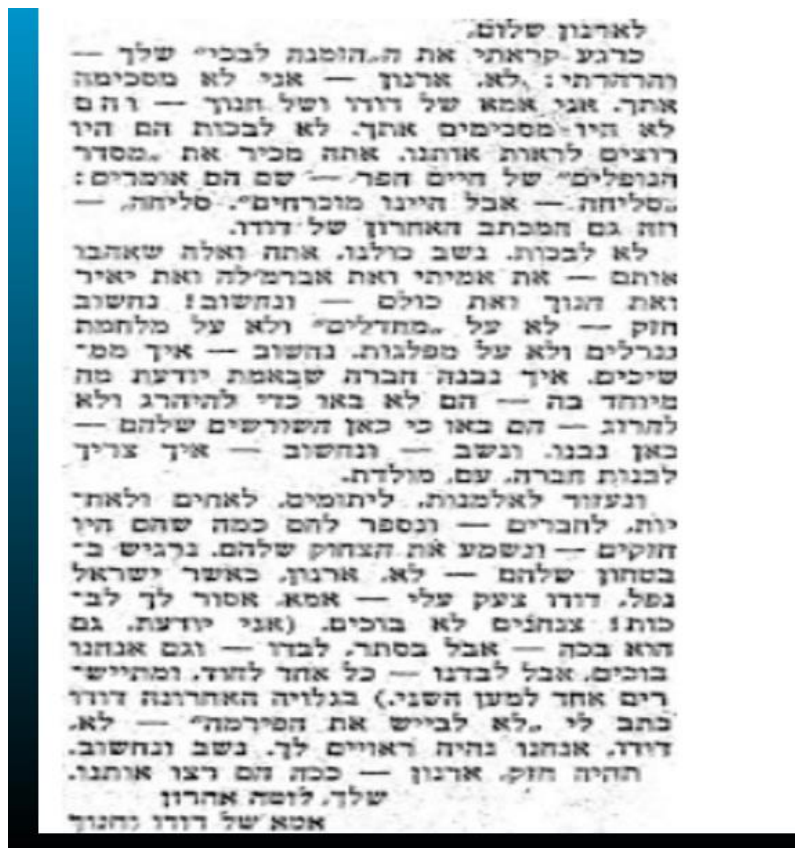 לארנון שלום,
כרגע קראתי את ה„הזמנה לבכי" שלך —
והרהרתי: לא, ארנון — אני לא מסכימה
אתך. אני אמא של דודו ושל חנוך — והם
לא היו מסכימים אתך. לא לבכות הם היו
רוצים לראות אותנו. אתה מכיר את „מסדר
הנופלים" של חיים חפר — שם הם אומרים:
„סליחה — אבל היינו מוכרחים". סליחה, —
וזה גם המכתב האחרון של דודו.
לא לבכות. נשב כולנו, אתה ואלה שאהבו
אותם — את אמיתי ואת אברמ'לה ואת יאיר
ואת חנוך ואת כולם — ונחשוב! נחשוב
חזק — לא על „מחדלים" ולא על מלחמת
גנרלים ולא על מפלגות. נחשוב — איך ממ־
שיכים. איך נבנה חברה שבאמת יודעת מה
מיוחד בה — הם לא באו כדי להיהרג ולא
להרוג — הם באו כי כאן השורשים שלהם —
כאן נבנו. ונשב — ונחשוב — איך צריך
לבנות חברה, עם, מולדת.
ונעזור לאלמנות, ליתומים, לאחים ולאח־
יות, לחברים — ונספר להם כמה שהם היו
חזקים — ונשמע את הצחוק שלהם. נרגיש ב־
בטחון שלהם — לא, ארנון, כאשר ישראל
נפל, דודו צעק עלי — אמא, אסור לך לב־
כות! צנחנים לא בוכים. (אני יודעת, גם
הוא בכה — אבל בסתר, לבדו — וגם אנחנו
בוכים, אבל לבדנו — כל אחד לחוד, ומתייש־
רים אחד למען השני.) בגלויה האחרונה דודו
כתב לי „לא לבייש את הפירמה" — לא,
דודו, אנחנו נהיה ראויים לך. נשב ונחשוב.
תהיה חזק, ארנון — ככה הם רצו אותנו.
שלך, לוטה אהרון
אמא של דודו וחנוך